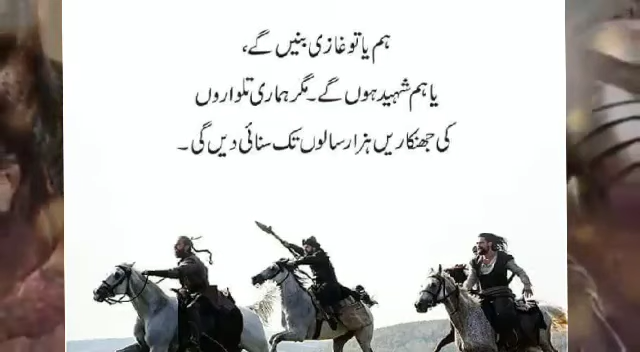 ہم یا تو غازی بنیں گے،
یا ہم شہید ہوں گے۔ مگر ہماری تلواروں
کی جھنکاریں ہزار سالوں تک سنائی دیں گی۔